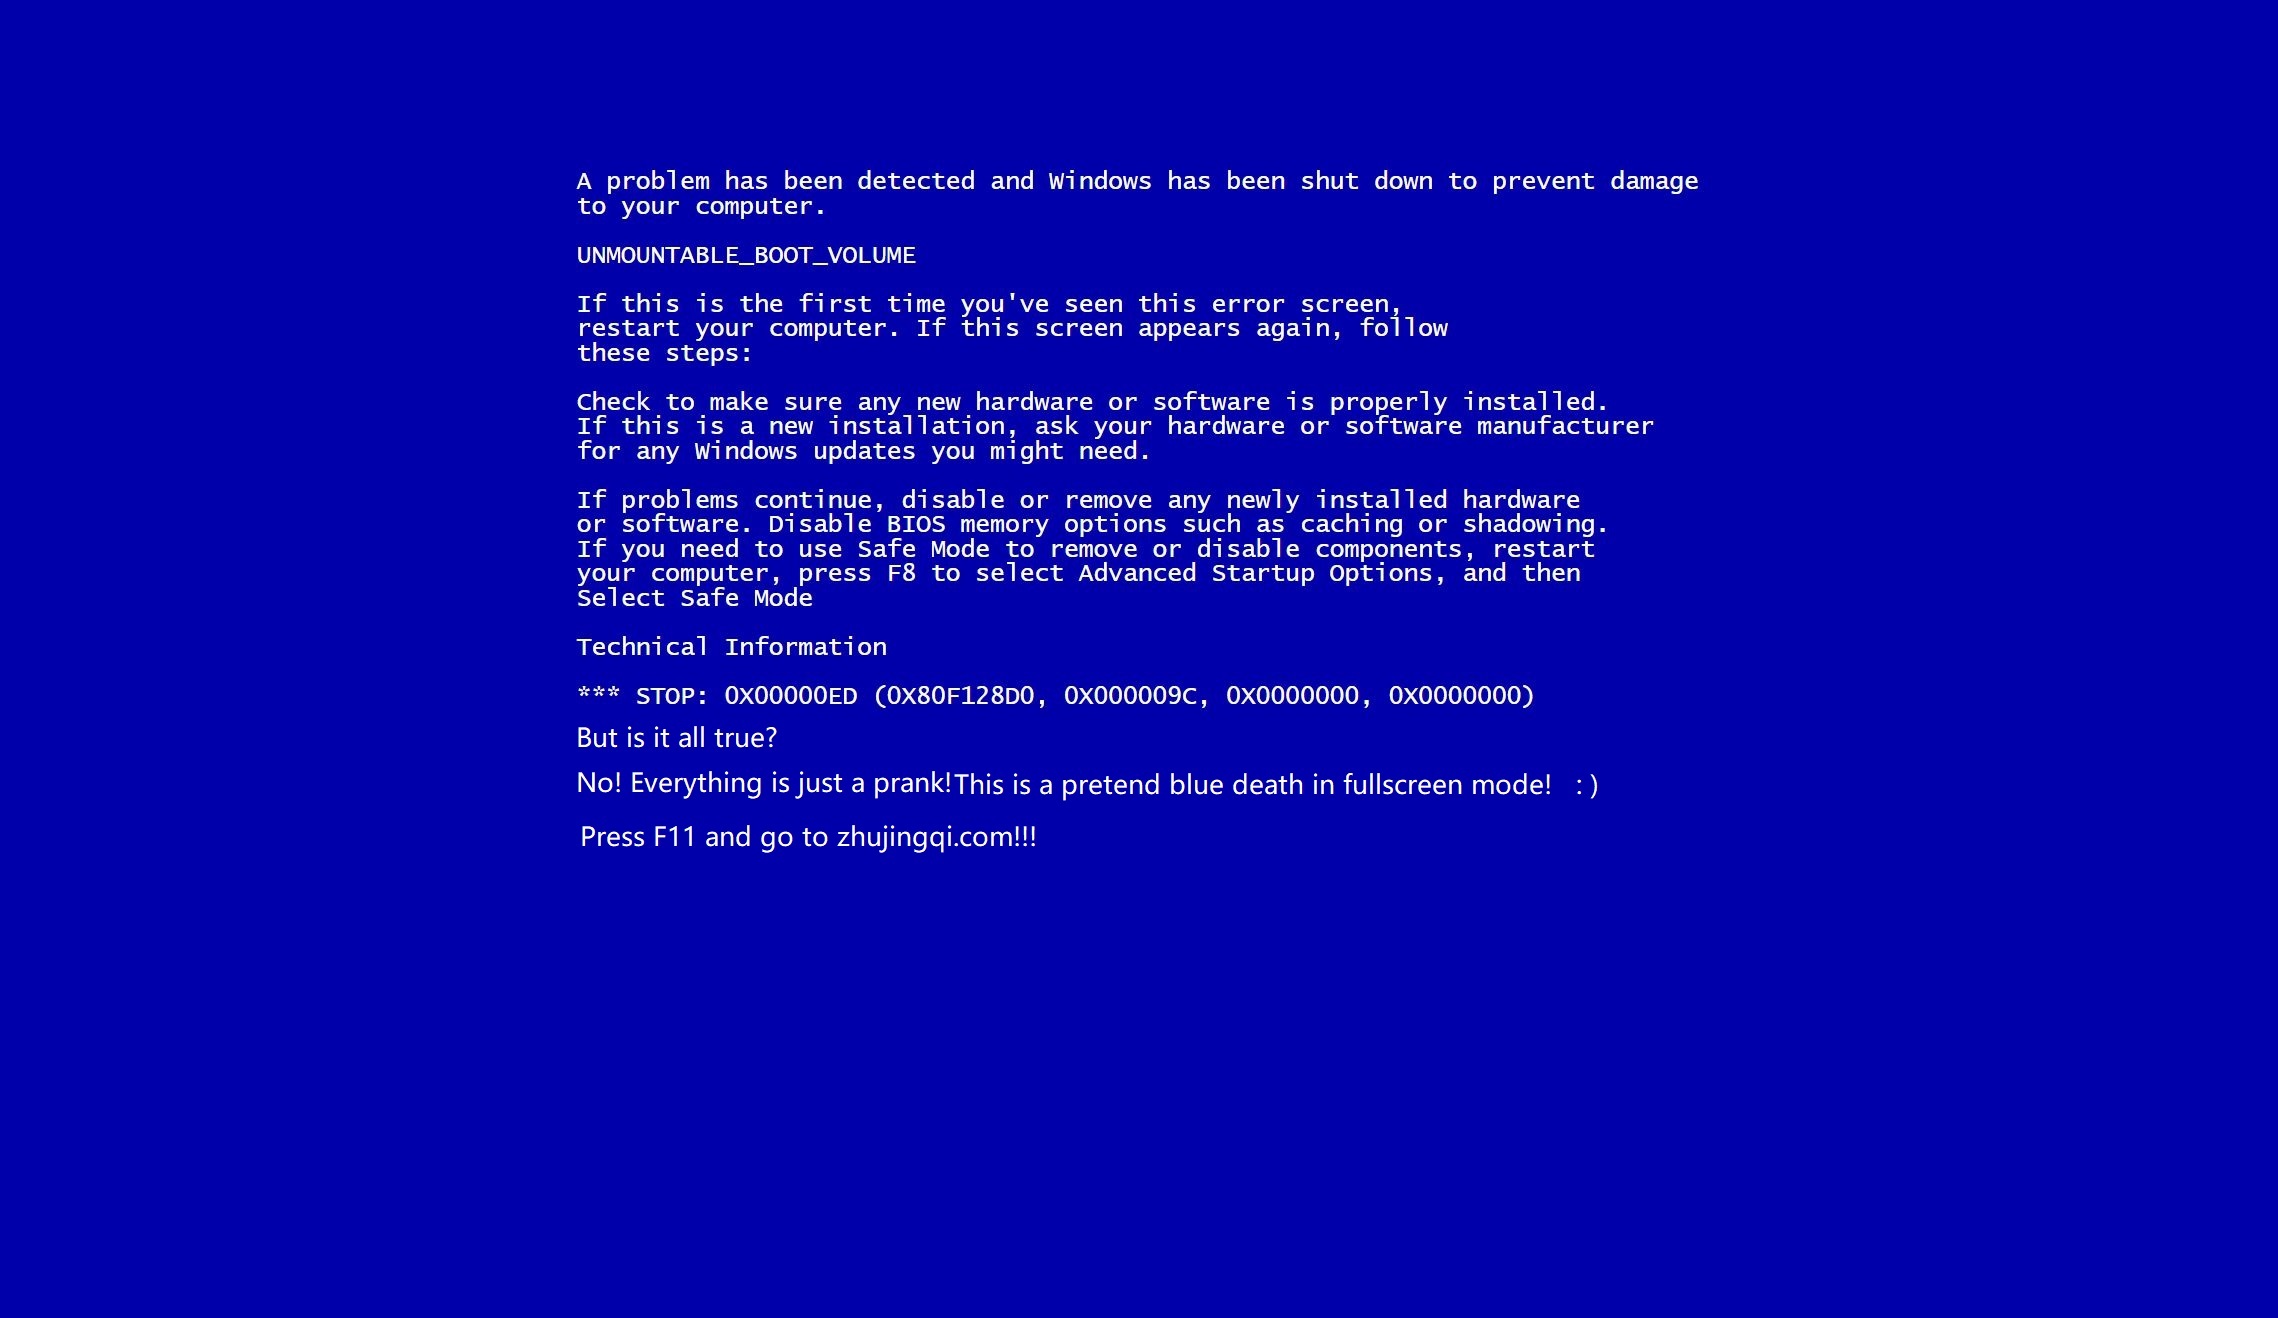 A problem has been detected and Windows has been shut down to prevent damage
to your computer.
UNMOUNTABLE_BOOT_VOLUME
If this is the first time you've seen this error screen,
restart your computer. If this screen appears again, follow
these steps:
Check to make sure any new hardware or software is properly installed.
If this is a new installation, ask your hardware or software manufacturer
for any Windows updates you might need.
If problems continue, disable or remove any newly installed hardware
or software. Disable BIOS memory options such as caching or shadowing.
If you need to use Safe Mode to remove or disable components, restart
your computer, press F8 to select Advanced Startup Options, and then
Select Safe Mode
Technical Information
*** STOP: 0X00000ED (0X80F128D0, 0X000009C, 0X0000000, 0X0000000)
But is it all true?
No! Everything is just a prank!This is a pretend blue death in fullscreen mode!   : )
Press F11 and go to zhujingqi.com!!!